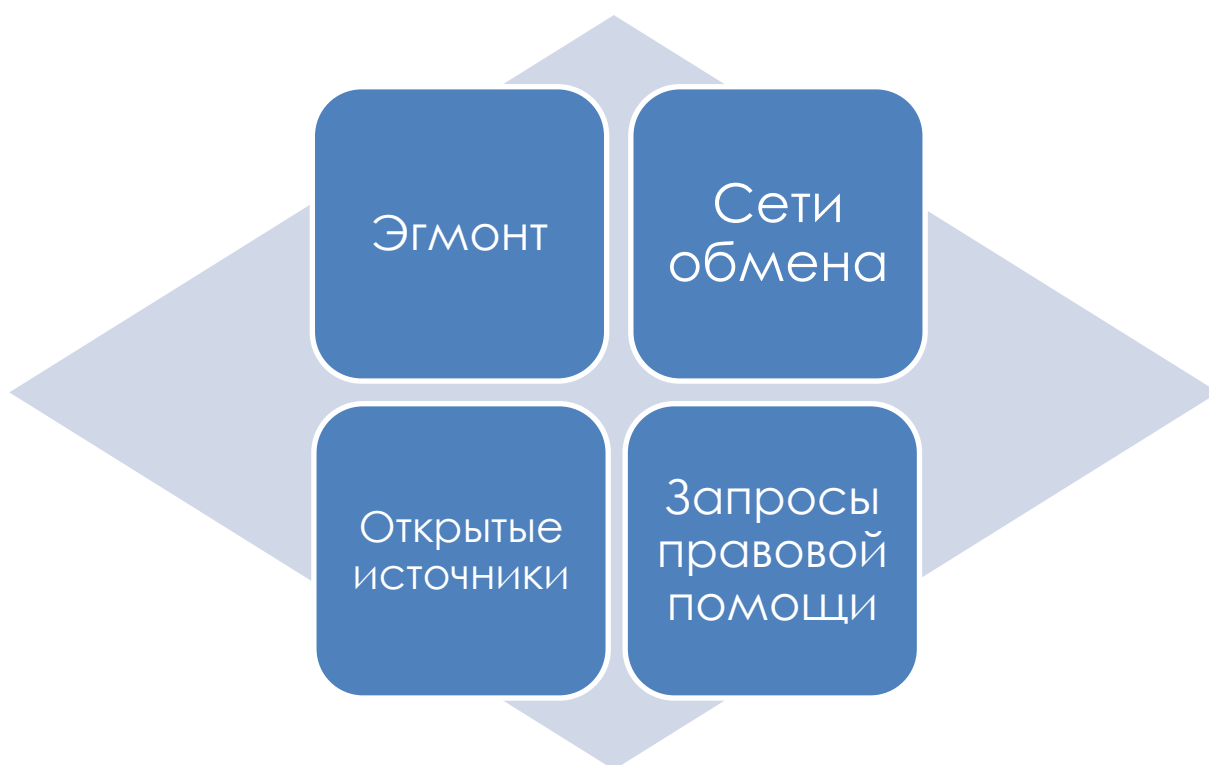 Эгмонт
Сети
обмена
Открытые
источники
Запросы
правовой
помощи